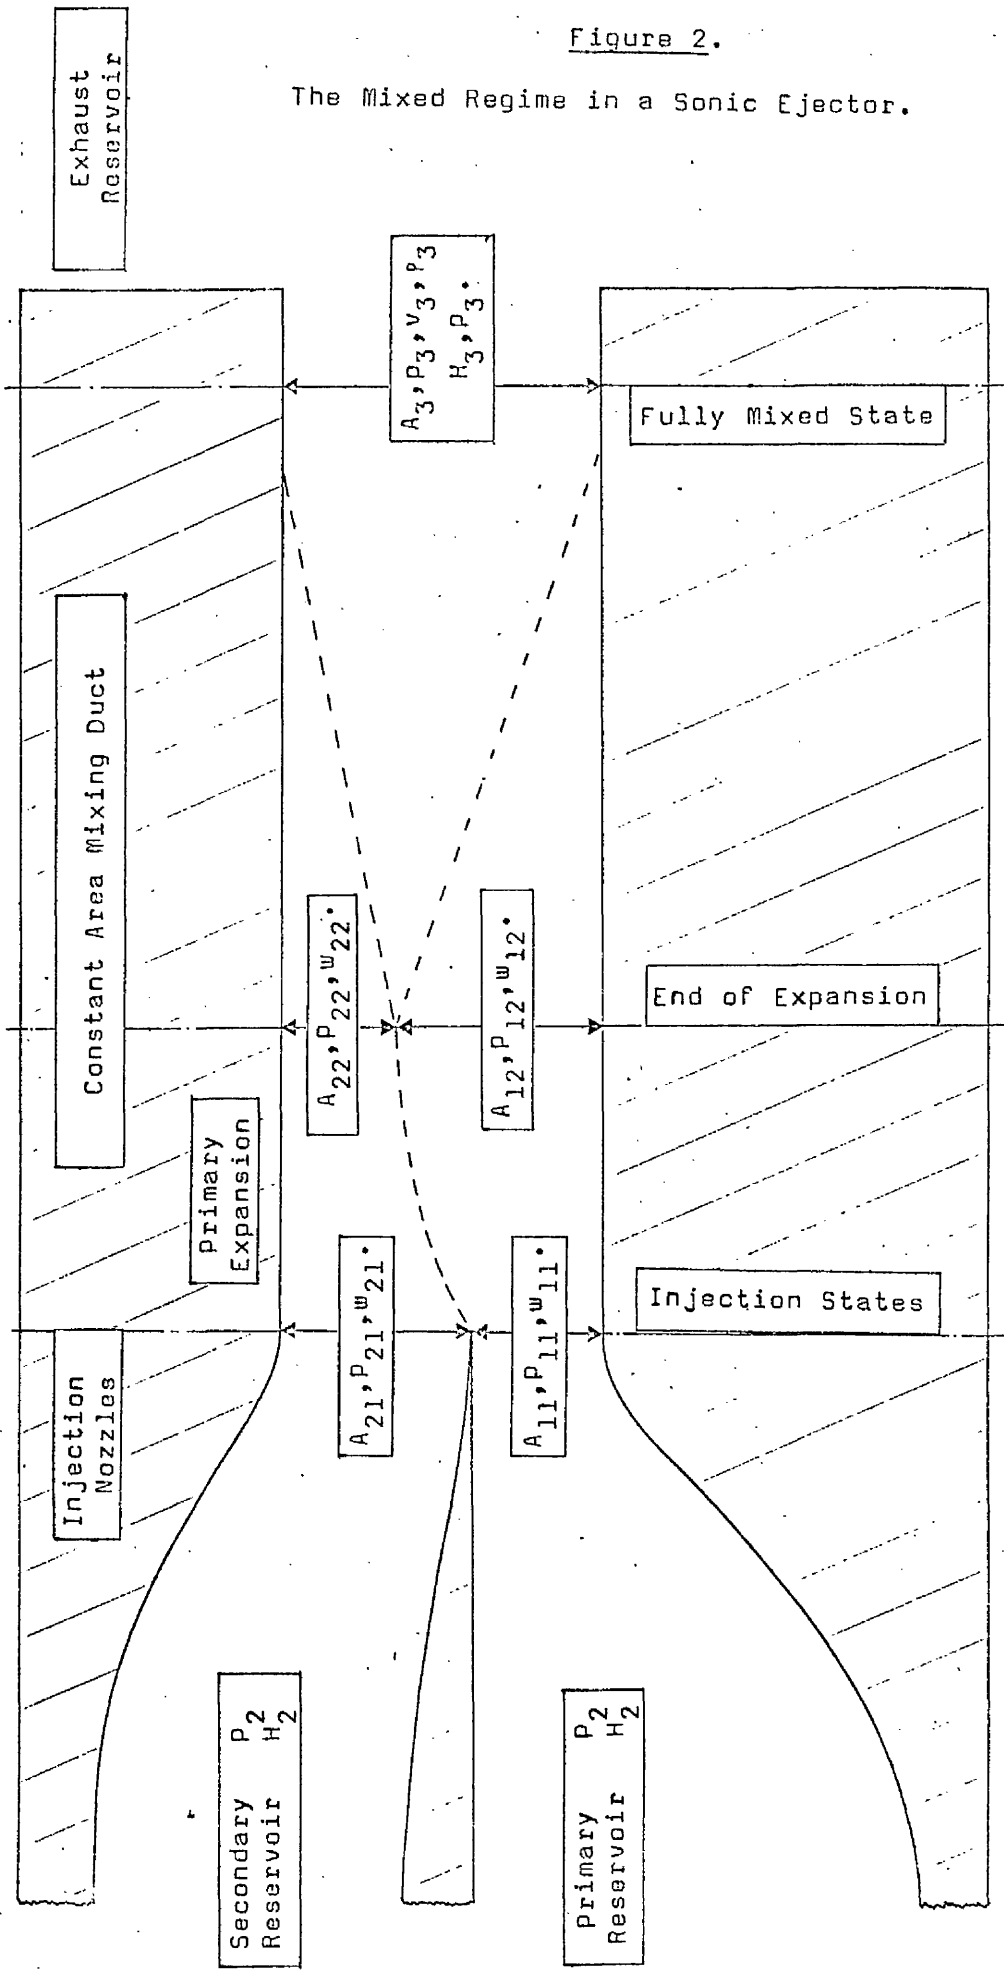 Figure 2.
The Mixed Regime in a Sonic Ejector.
Exhaust
Reservoir
A₃,P₃,V₃,ρ₃
H₃,P₃.
Fully Mixed State
Constant Area Mixing Duct
A₂₂,P₂₂,W₂₂.
A₁₂,P₁₂,W₁₂.
End of Expansion
Primary
Expansion
A₂₁,P₂₁,W₂₁.
A₁₁,P₁₁,W₁₁.
Injection States
Injection
Nozzles
Secondary P₂
Reservoir H₂
Primary P₂
Reservoir H₂